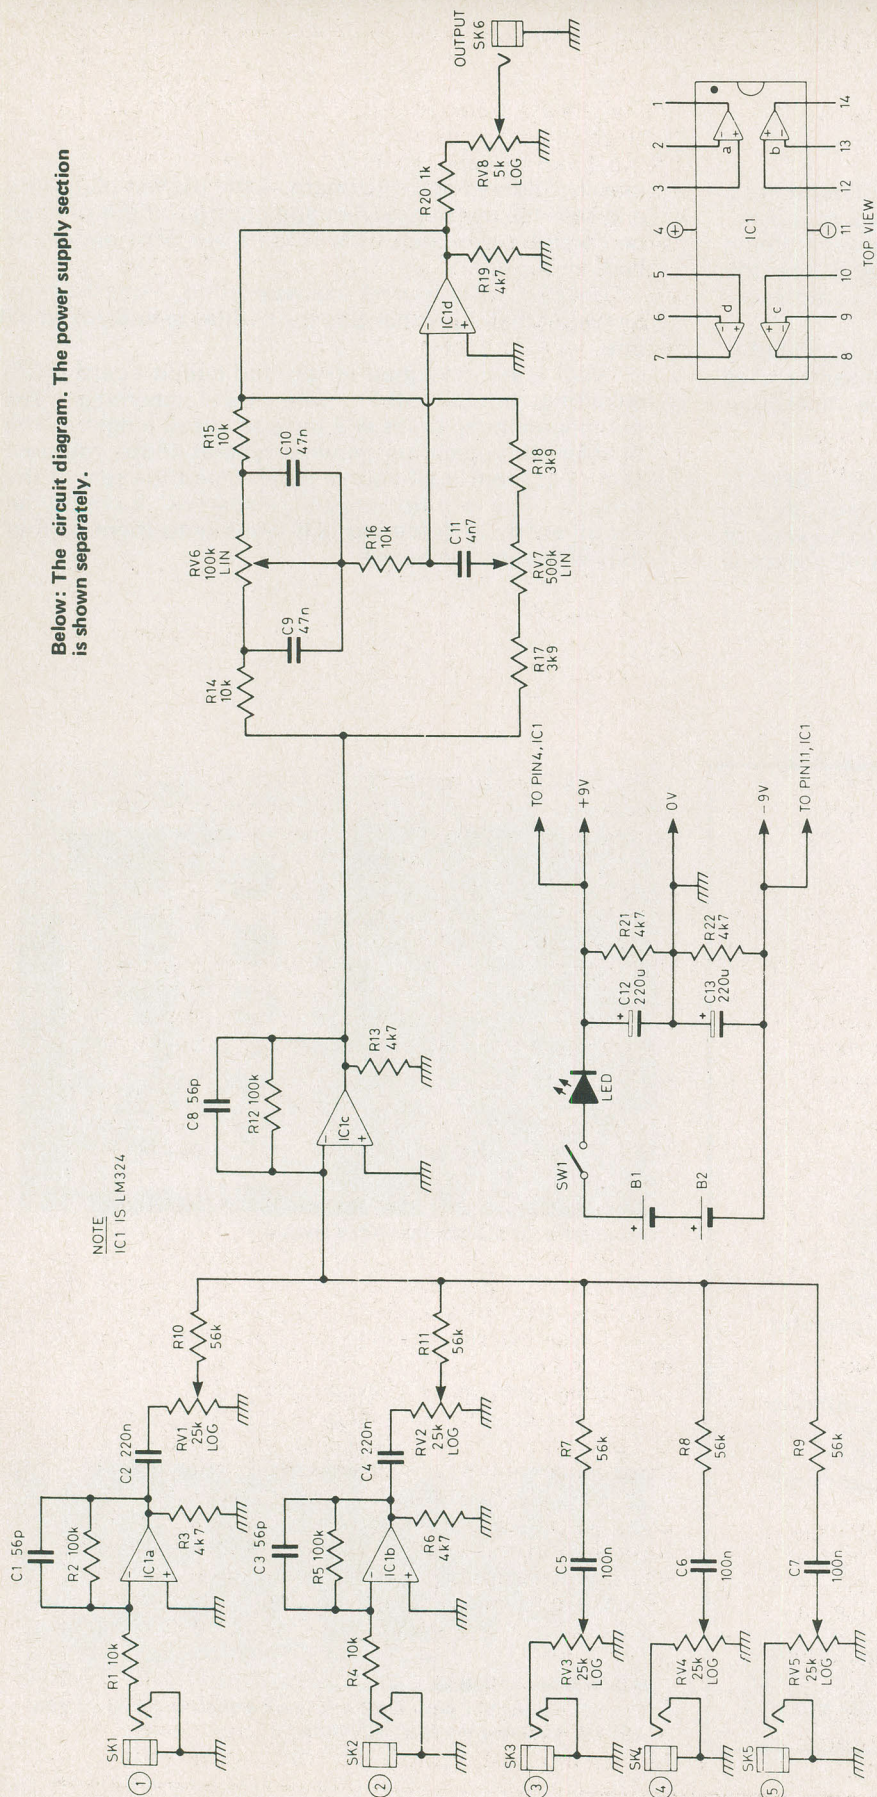 Below: The circuit diagram. The power supply section
is shown separately.
NOTE
IC1 IS LM324
C1 56p
R2 100k
SK1
1
R1 10k
IC1a
−
+
R3
4k7
C2 220n
RV1
25k
LOG
R10
56k
C3 56p
R5 100k
SK2
2
R4 10k
IC1b
−
+
R6
4k7
C4 220n
RV2
25k
LOG
R11
56k
SK3
3
RV3
25k
LOG
C5
100n
R7
56k
SK4
4
RV4
25k
LOG
C6
100n
R8
56k
SK5
5
RV5
25k
LOG
C7
100n
R9
56k
C8 56p
R12 100k
IC1c
−
+
R13
4k7
R14
10k
RV6
100k
LIN
R15
10k
C9
47n
C10
47n
R16
10k
C11
4n7
R17
3k9
RV7
500k
LIN
R18
3k9
IC1d
−
+
R19
4k7
R20 1k
RV8
5k
LOG
OUTPUT
SK6
SW1
LED
B1
+
B2
+
C12
220u
+
C13
220u
+
R21
4k7
R22
4k7
TO PIN4, IC1
+9V
0V
−9V
TO PIN11, IC1
7 6 5 4 3 2 1
d + a
IC1
c − b
8 9 10 11 12 13 14
TOP VIEW